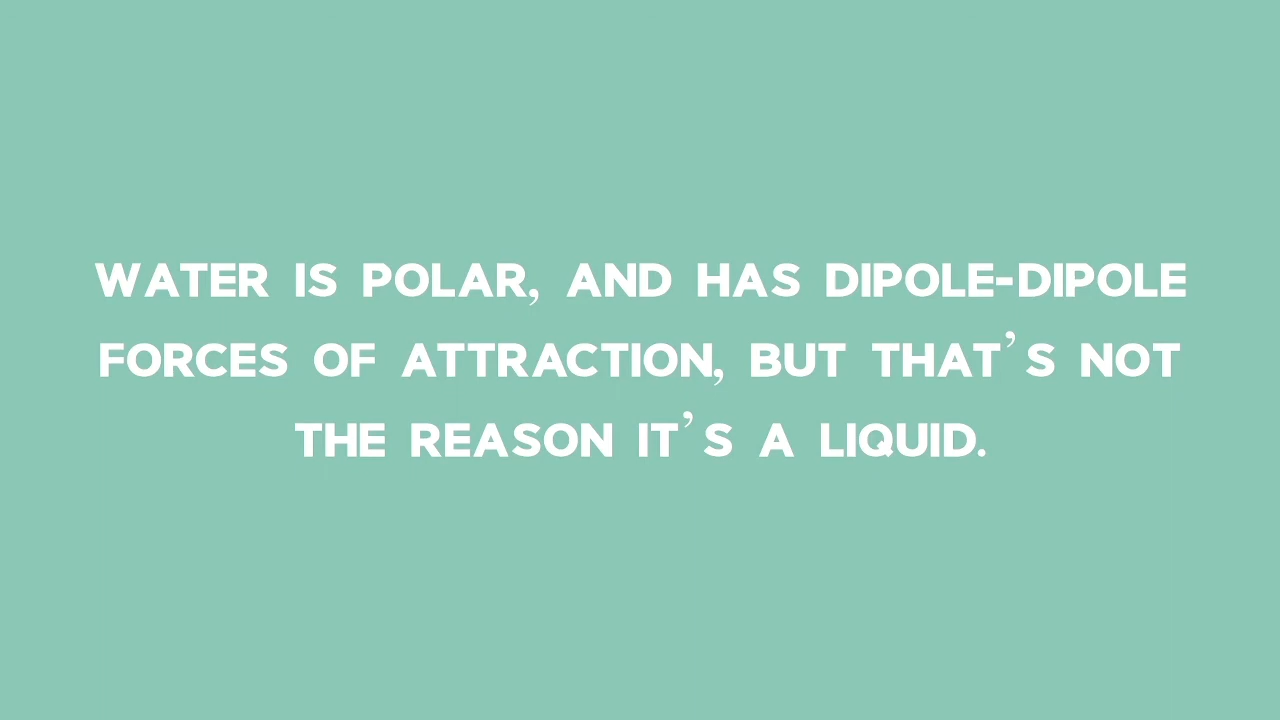 WATER IS POLAR, AND HAS DIPOLE-DIPOLE
FORCES OF ATTRACTION, BUT THAT’S NOT
THE REASON IT’S A LIQUID.